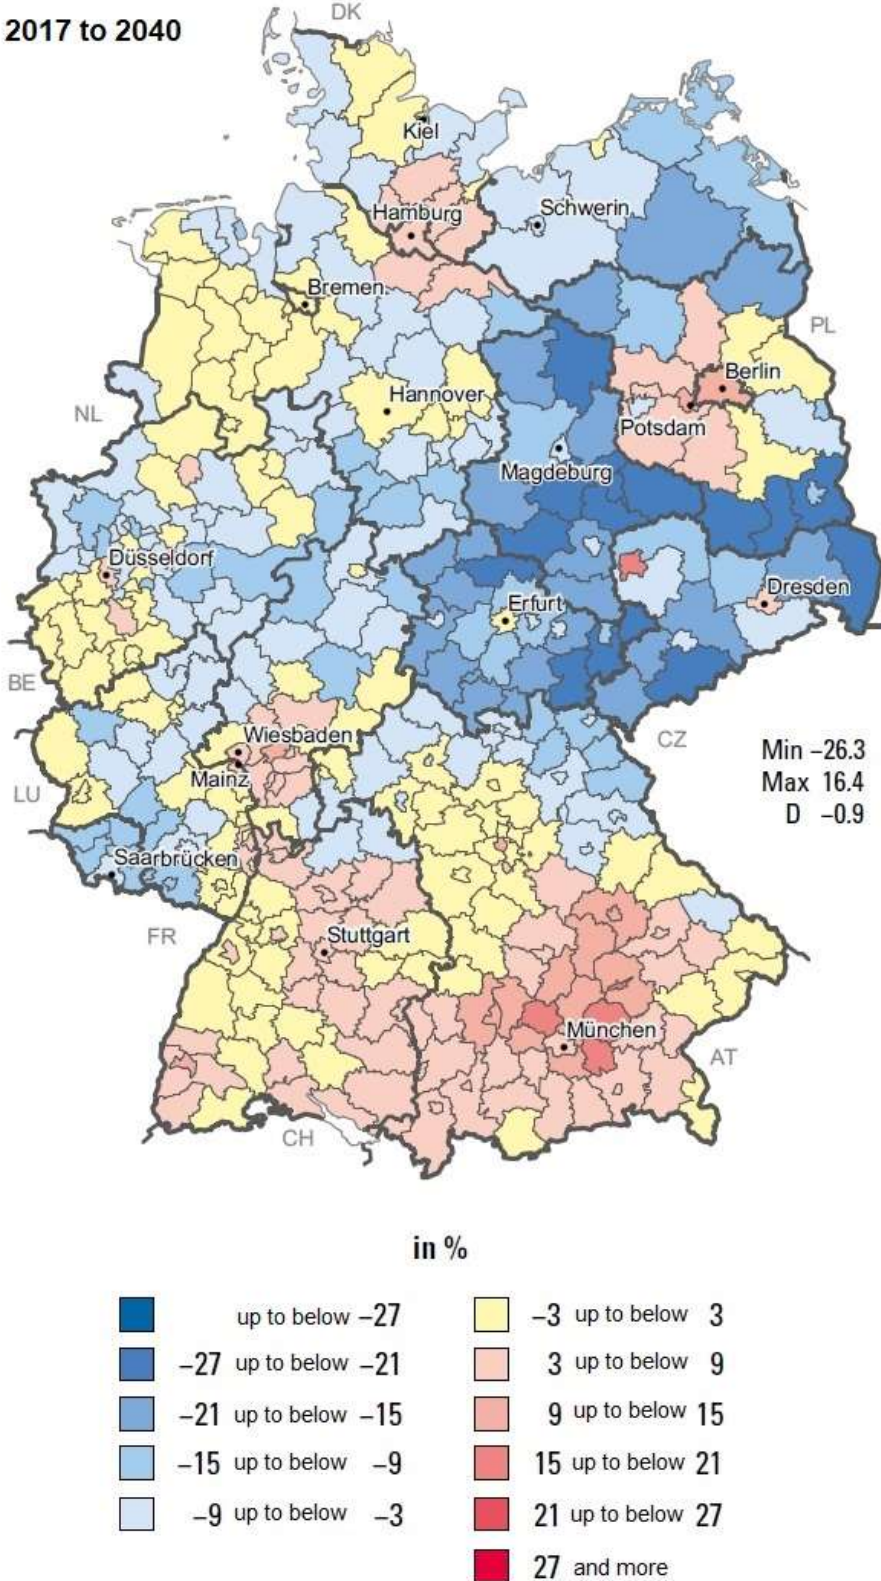 2017 to 2040
DK
Kiel
Hamburg
Schwerin
Bremen
PL
Berlin
Hannover
NL
Potsdam
Magdeburg
Düsseldorf
Dresden
Erfurt
BE
Wiesbaden
CZ
Min −26.3
Mainz
Max 16.4
LU
D −0.9
Saarbrücken
FR
Stuttgart
München
AT
CH
in %
up to below −27
−27 up to below −21
−21 up to below −15
−15 up to below −9
−9 up to below −3
−3 up to below 3
3 up to below 9
9 up to below 15
15 up to below 21
21 up to below 27
27 and more